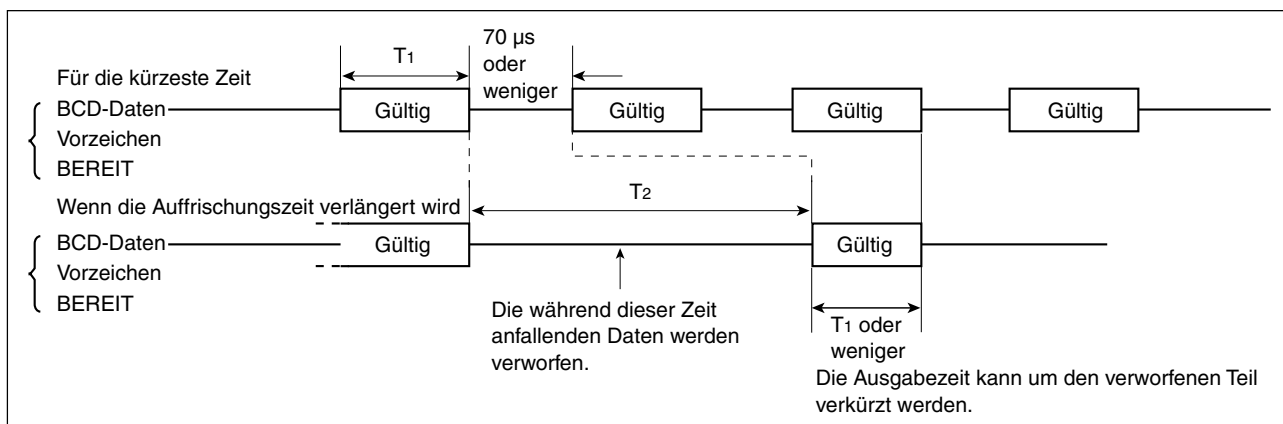 T1
70 µs
oder
weniger
Für die kürzeste Zeit
BCD-Daten
Vorzeichen
BEREIT
Gültig
Gültig
Gültig
Gültig
Wenn die Auffrischungszeit verlängert wird
T2
BCD-Daten
Vorzeichen
BEREIT
Gültig
Gültig
Die während dieser Zeit
anfallenden Daten werden
verworfen.
T1 oder
weniger
Die Ausgabezeit kann um den verworfenen Teil
verkürzt werden.